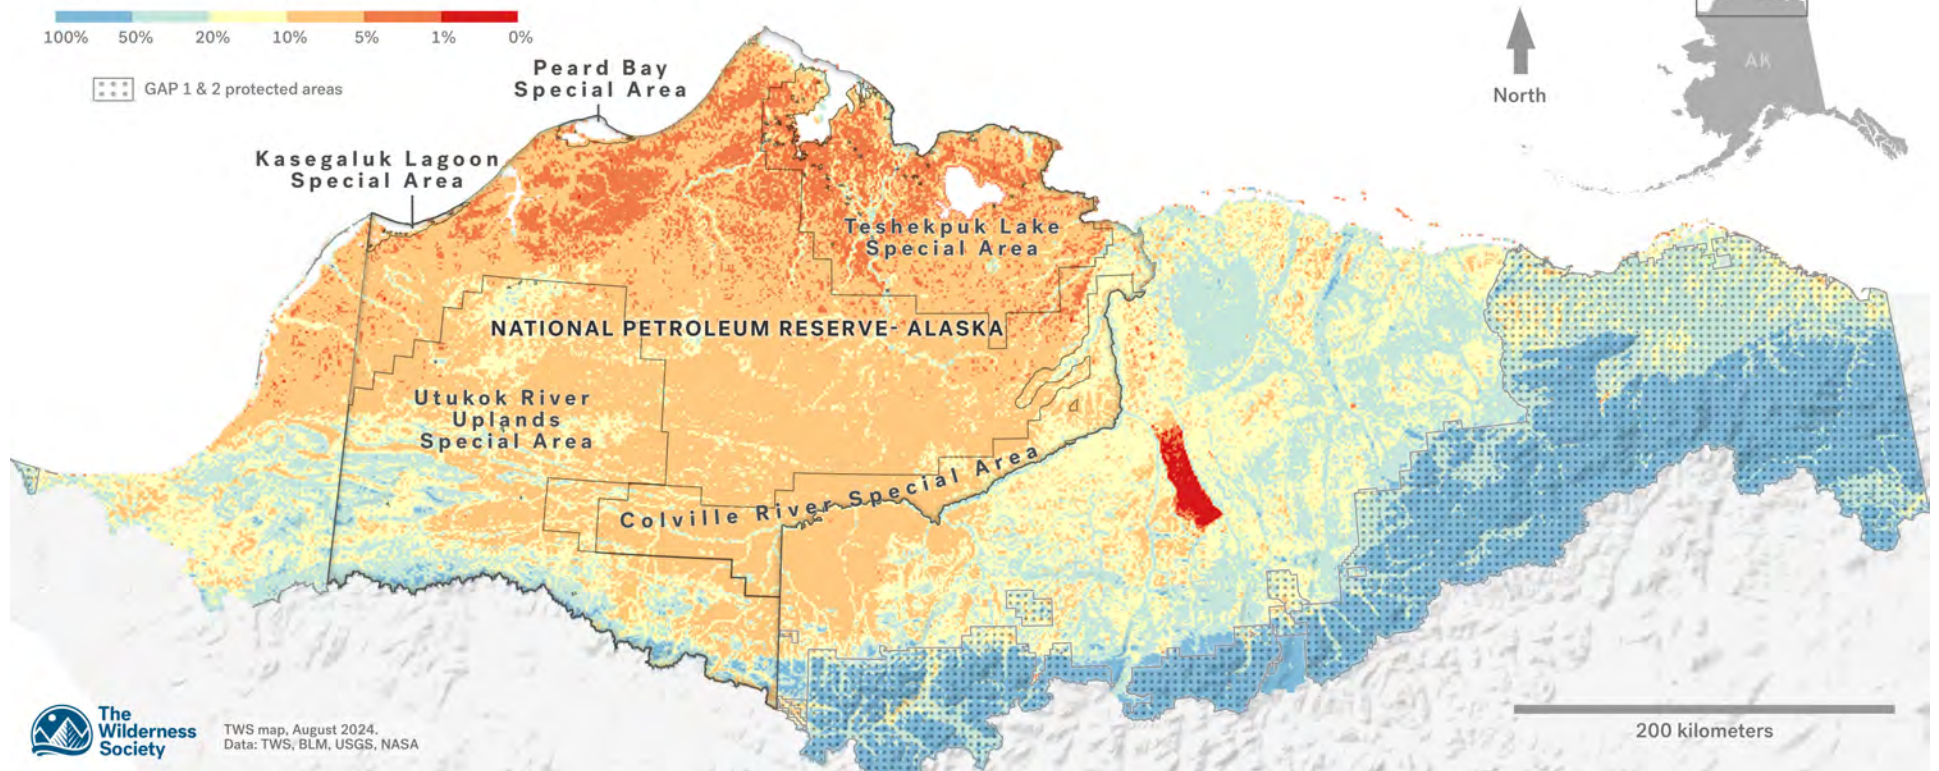 100% 50% 20% 10% 5% 1% 0%
GAP 1 & 2 protected areas
Peard Bay
Special Area
Kasegaluk Lagoon
Special Area
North
AK
Teshekpuk Lake
Special Area
NATIONAL PETROLEUM RESERVE- ALASKA
Utukok River
Uplands
Special Area
Colville River Special Area
The
Wilderness
Society
TWS map, August 2024.
Data: TWS, BLM, USGS, NASA
200 kilometers